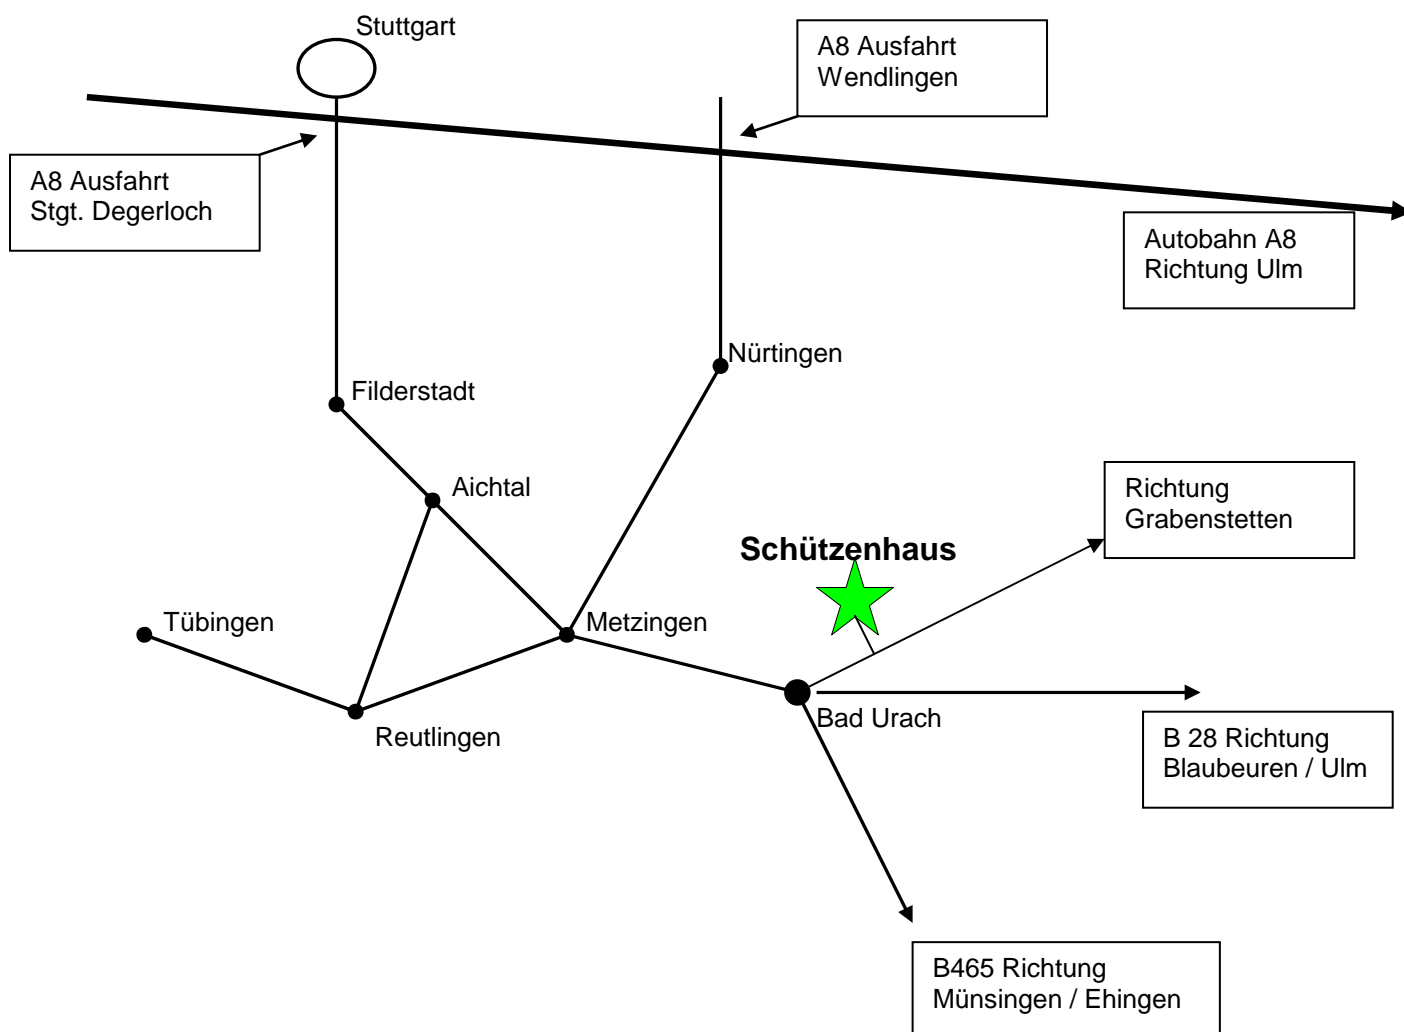 Stuttgart
A8 Ausfahrt
Wendlingen
A8 Ausfahrt
Stgt. Degerloch
Autobahn A8
Richtung Ulm
Nürtingen
Filderstadt
Aichtal
Richtung
Grabenstetten
Schützenhaus
Tübingen
Metzingen
Bad Urach
Reutlingen
B 28 Richtung
Blaubeuren / Ulm
B465 Richtung
Münsingen / Ehingen